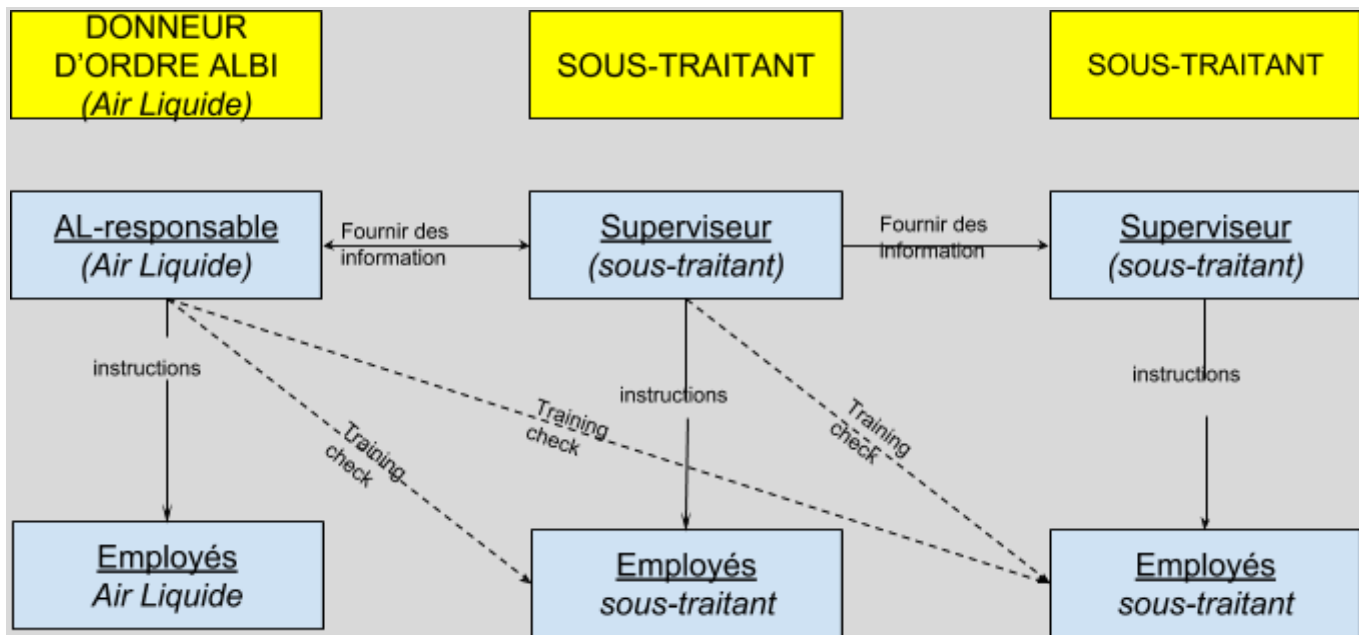 DONNEUR
D'ORDRE ALBI
(Air Liquide)
SOUS-TRAITANT
SOUS-TRAITANT
AL-responsable
(Air Liquide)
Fournir des
information
Superviseur
(sous-traitant)
Fournir des
information
Superviseur
(sous-traitant)
instructions
Training
check
Training
check
instructions
Training
check
instructions
Employés
Air Liquide
Employés
sous-traitant
Employés
sous-traitant